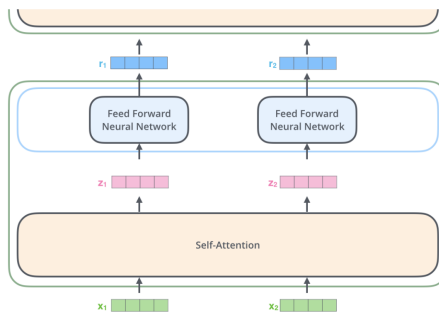 r₁ r₂
Feed Forward
Neural Network
Feed Forward
Neural Network
z₁ z₂
Self-Attention
x₁ x₂